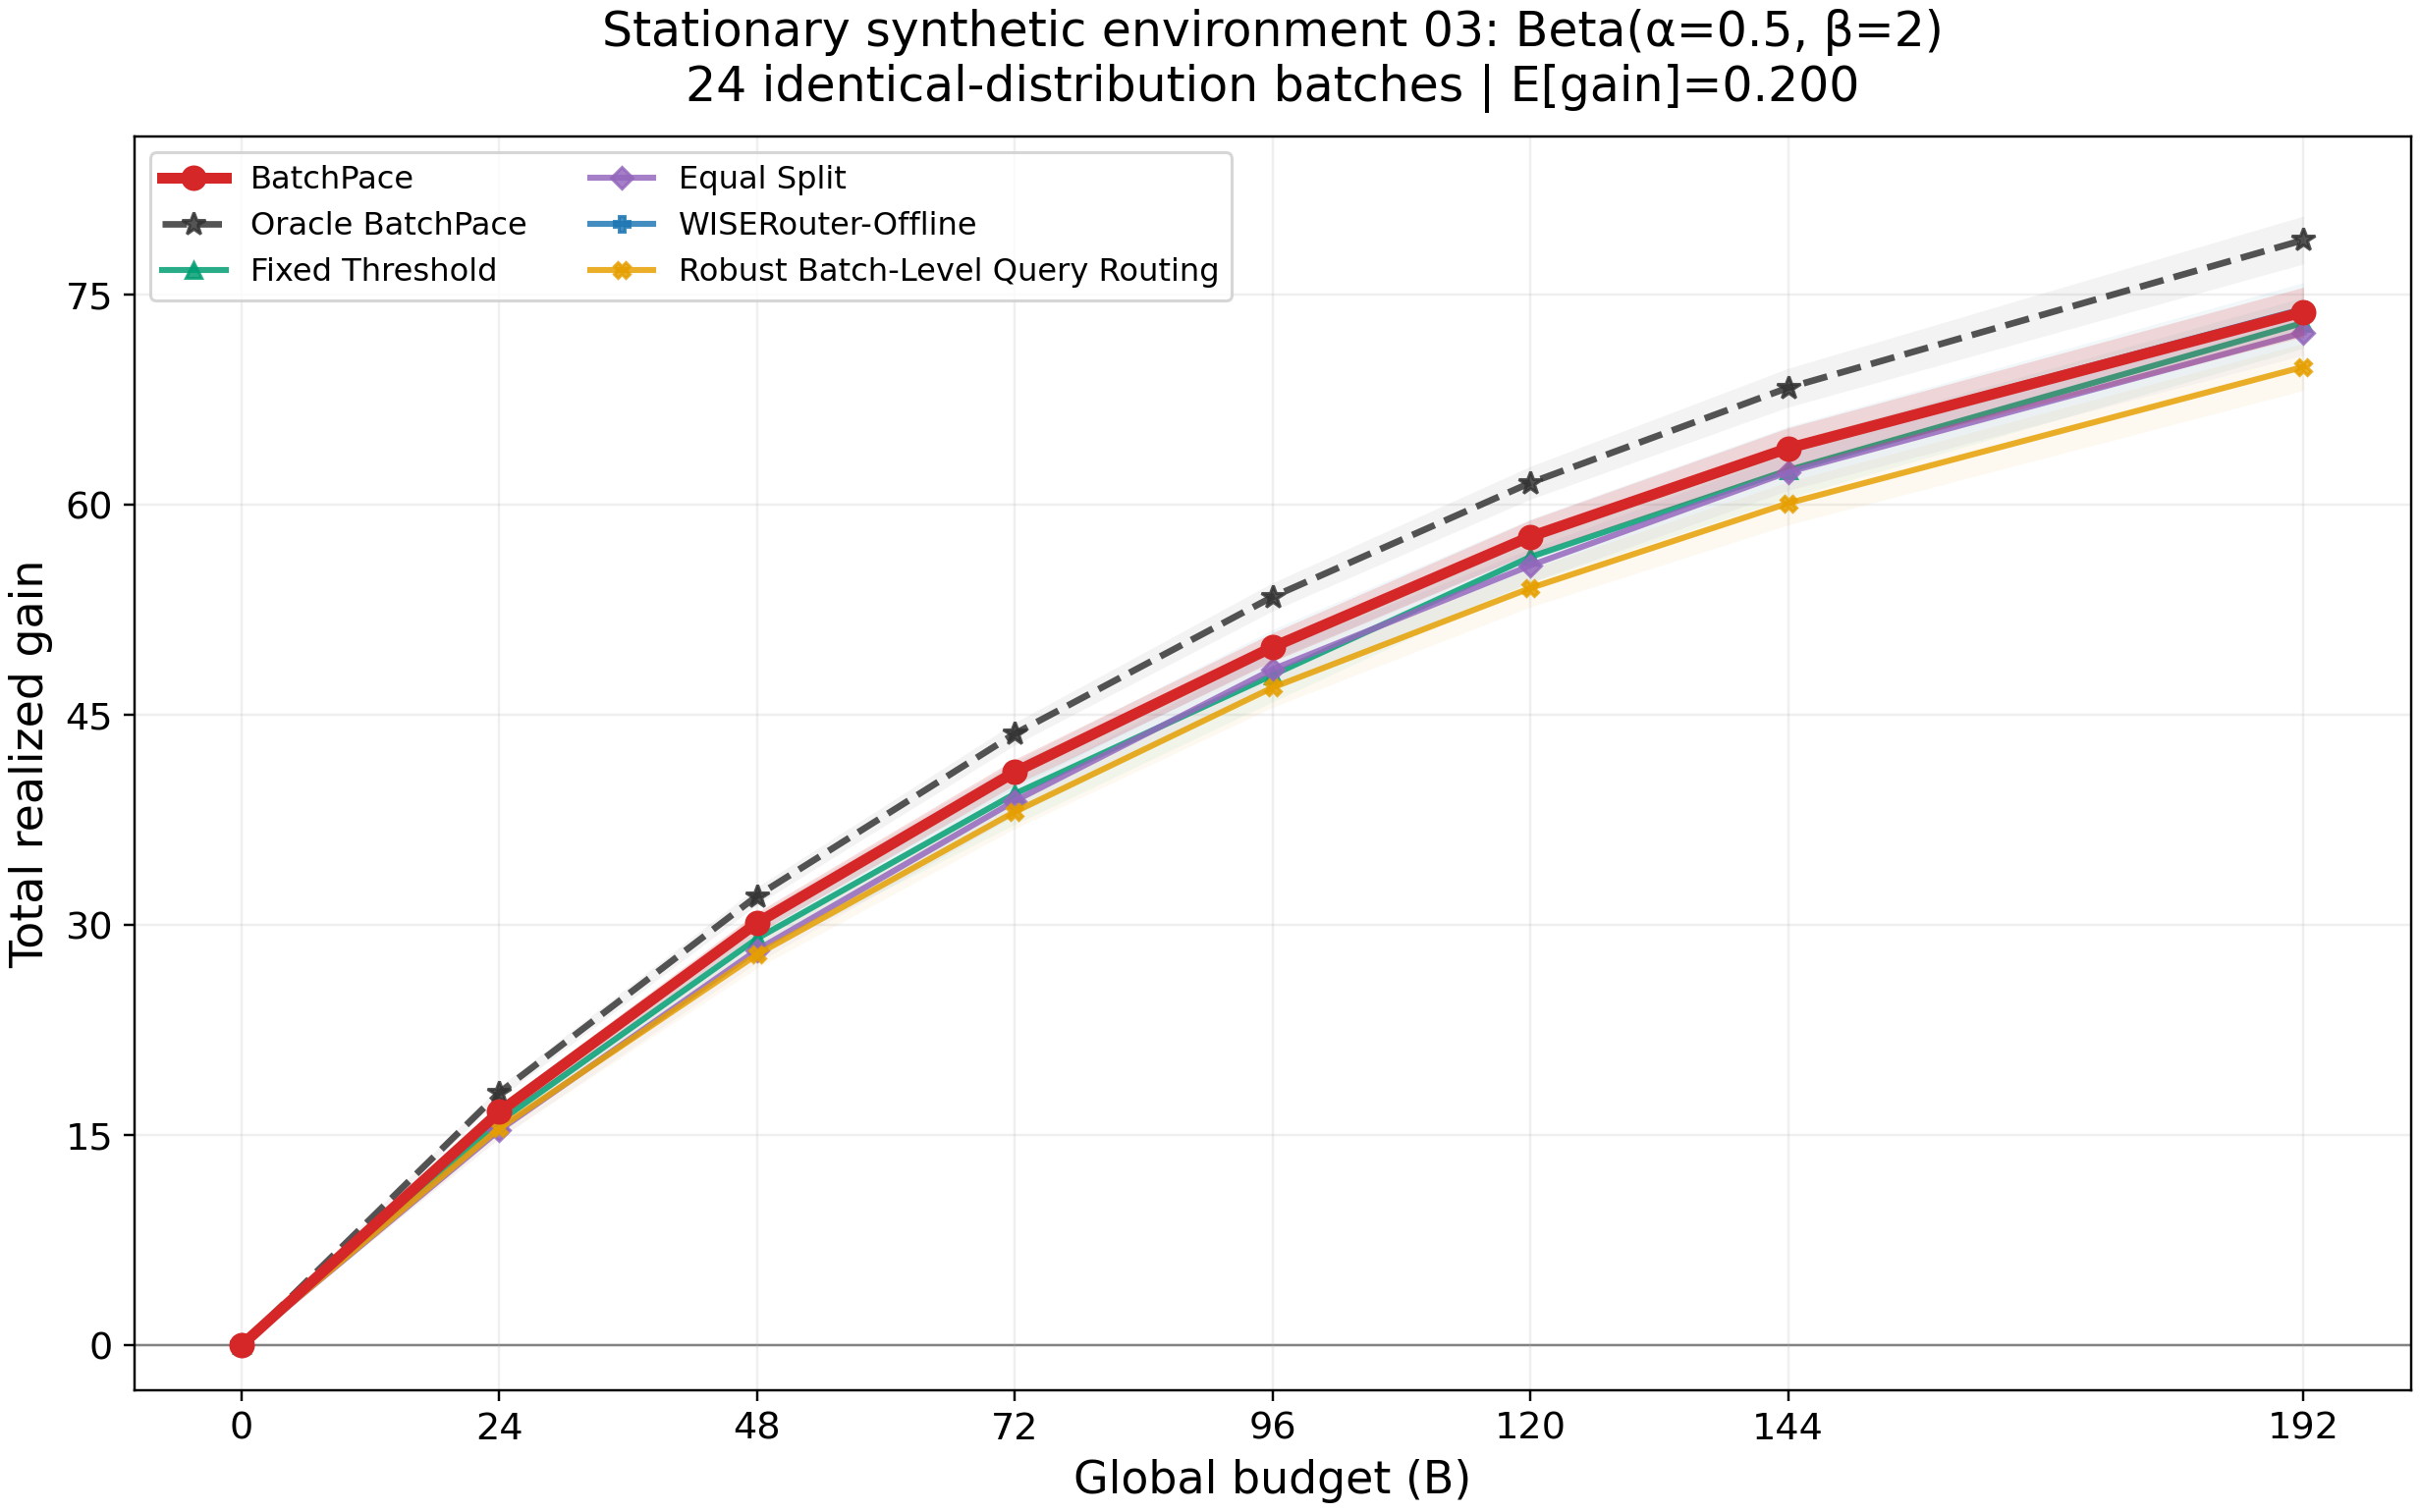 Stationary synthetic environment 03: Beta(α=0.5, β=2)
24 identical-distribution batches | E[gain]=0.200
BatchPace
Oracle BatchPace
Fixed Threshold
Equal Split
WISERouter-Offline
Robust Batch-Level Query Routing
Total realized gain
75
60
45
30
15
0
0 24 48 72 96 120 144 192
Global budget (B)